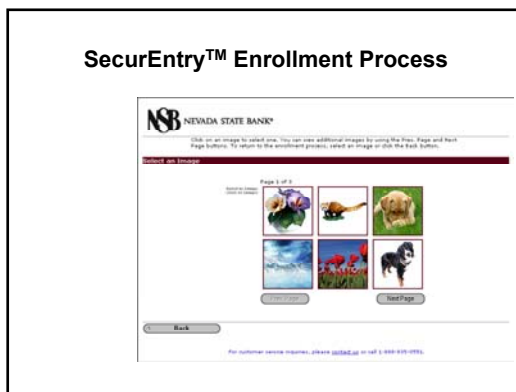 SecurEntry™ Enrollment Process
NSB NEVADA STATE BANK®
Click on an image to select one. You can view additional images by using the Prev. Page and Next
Page buttons. To return to the enrollment process, select an image or click the Back button.
Select an Image
Page 1 of 3
Prev Page
Next Page
Back
For customer service inquiries, please contact us or call